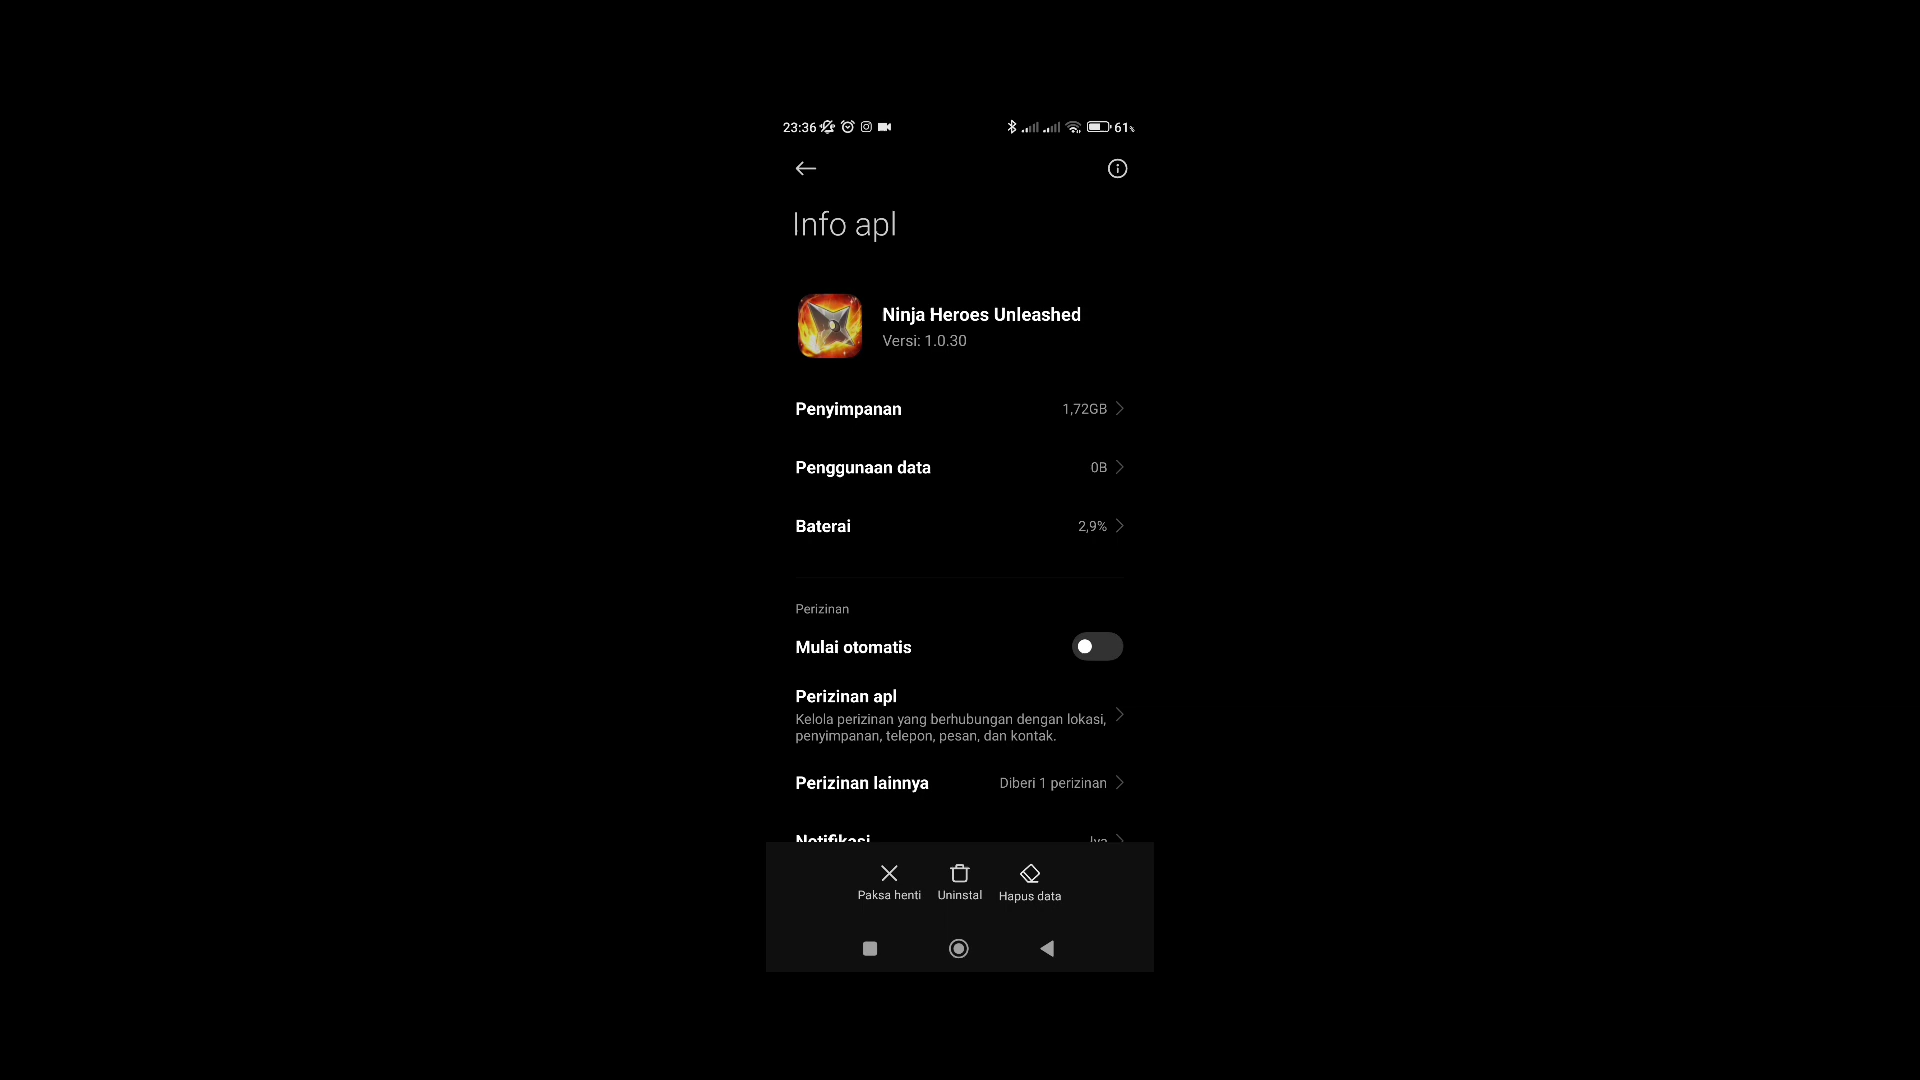 23:36 61%
Info apl
Ninja Heroes Unleashed
Versi: 1.0.30
Penyimpanan 1,72GB
Penggunaan data 0B
Baterai 2,9%
Perizinan
Mulai otomatis
Perizinan apl
Kelola perizinan yang berhubungan dengan lokasi,
penyimpanan, telepon, pesan, dan kontak.
Perizinan lainnya Diberi 1 perizinan
Notifikasi Iya
Paksa henti Uninstal Hapus data